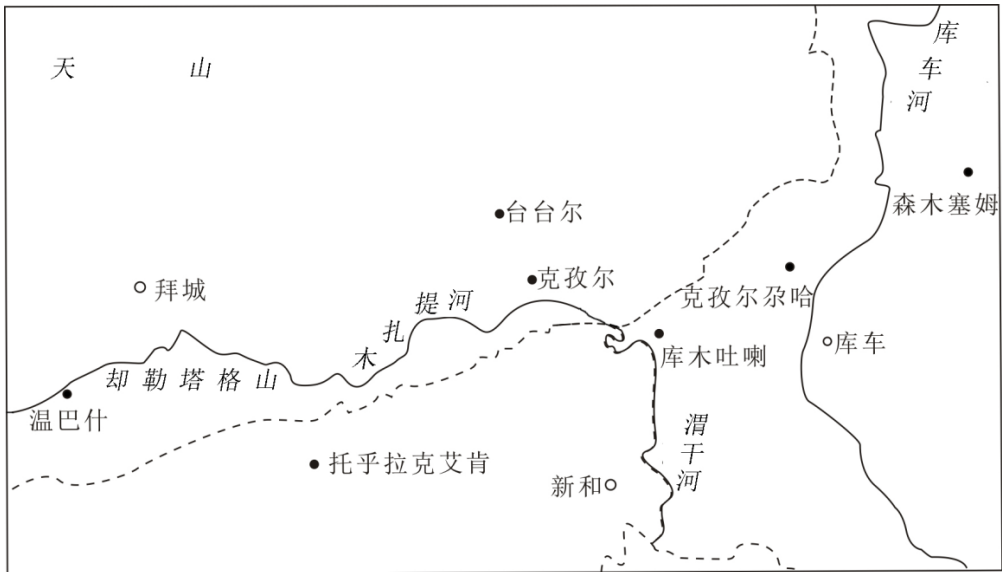 天山
库车河
森木塞姆
台台尔
克孜尔
克孜尔尕哈
拜城
木扎提河
库木吐喇
库车
却勒塔格山
温巴什
托乎拉克艾肯
新和
渭干河